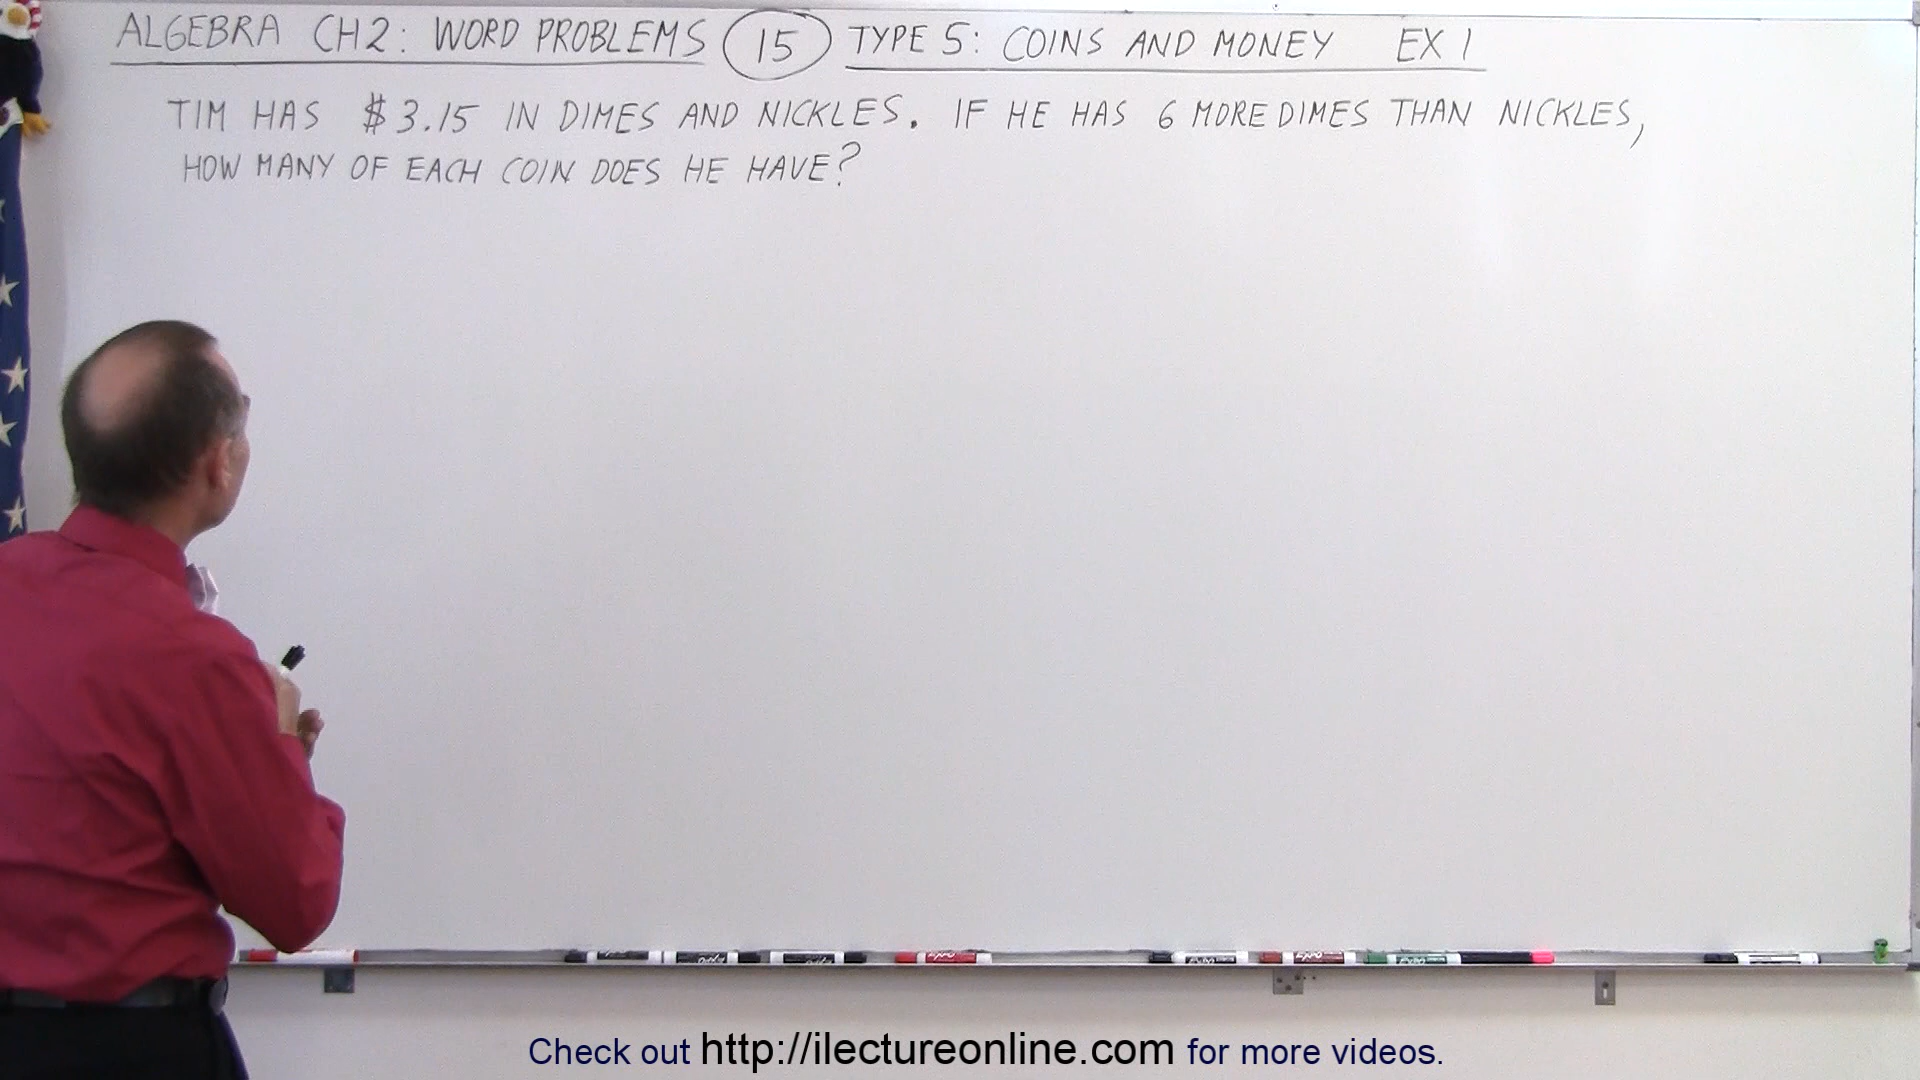 ALGEBRA CH2: WORD PROBLEMS 15 TYPE 5: COINS AND MONEY EX 1
TIM HAS $3.15 IN DIMES AND NICKLES. IF HE HAS 6 MORE DIMES THAN NICKLES,
HOW MANY OF EACH COIN DOES HE HAVE?
Check out http://ilectureonline.com for more videos.